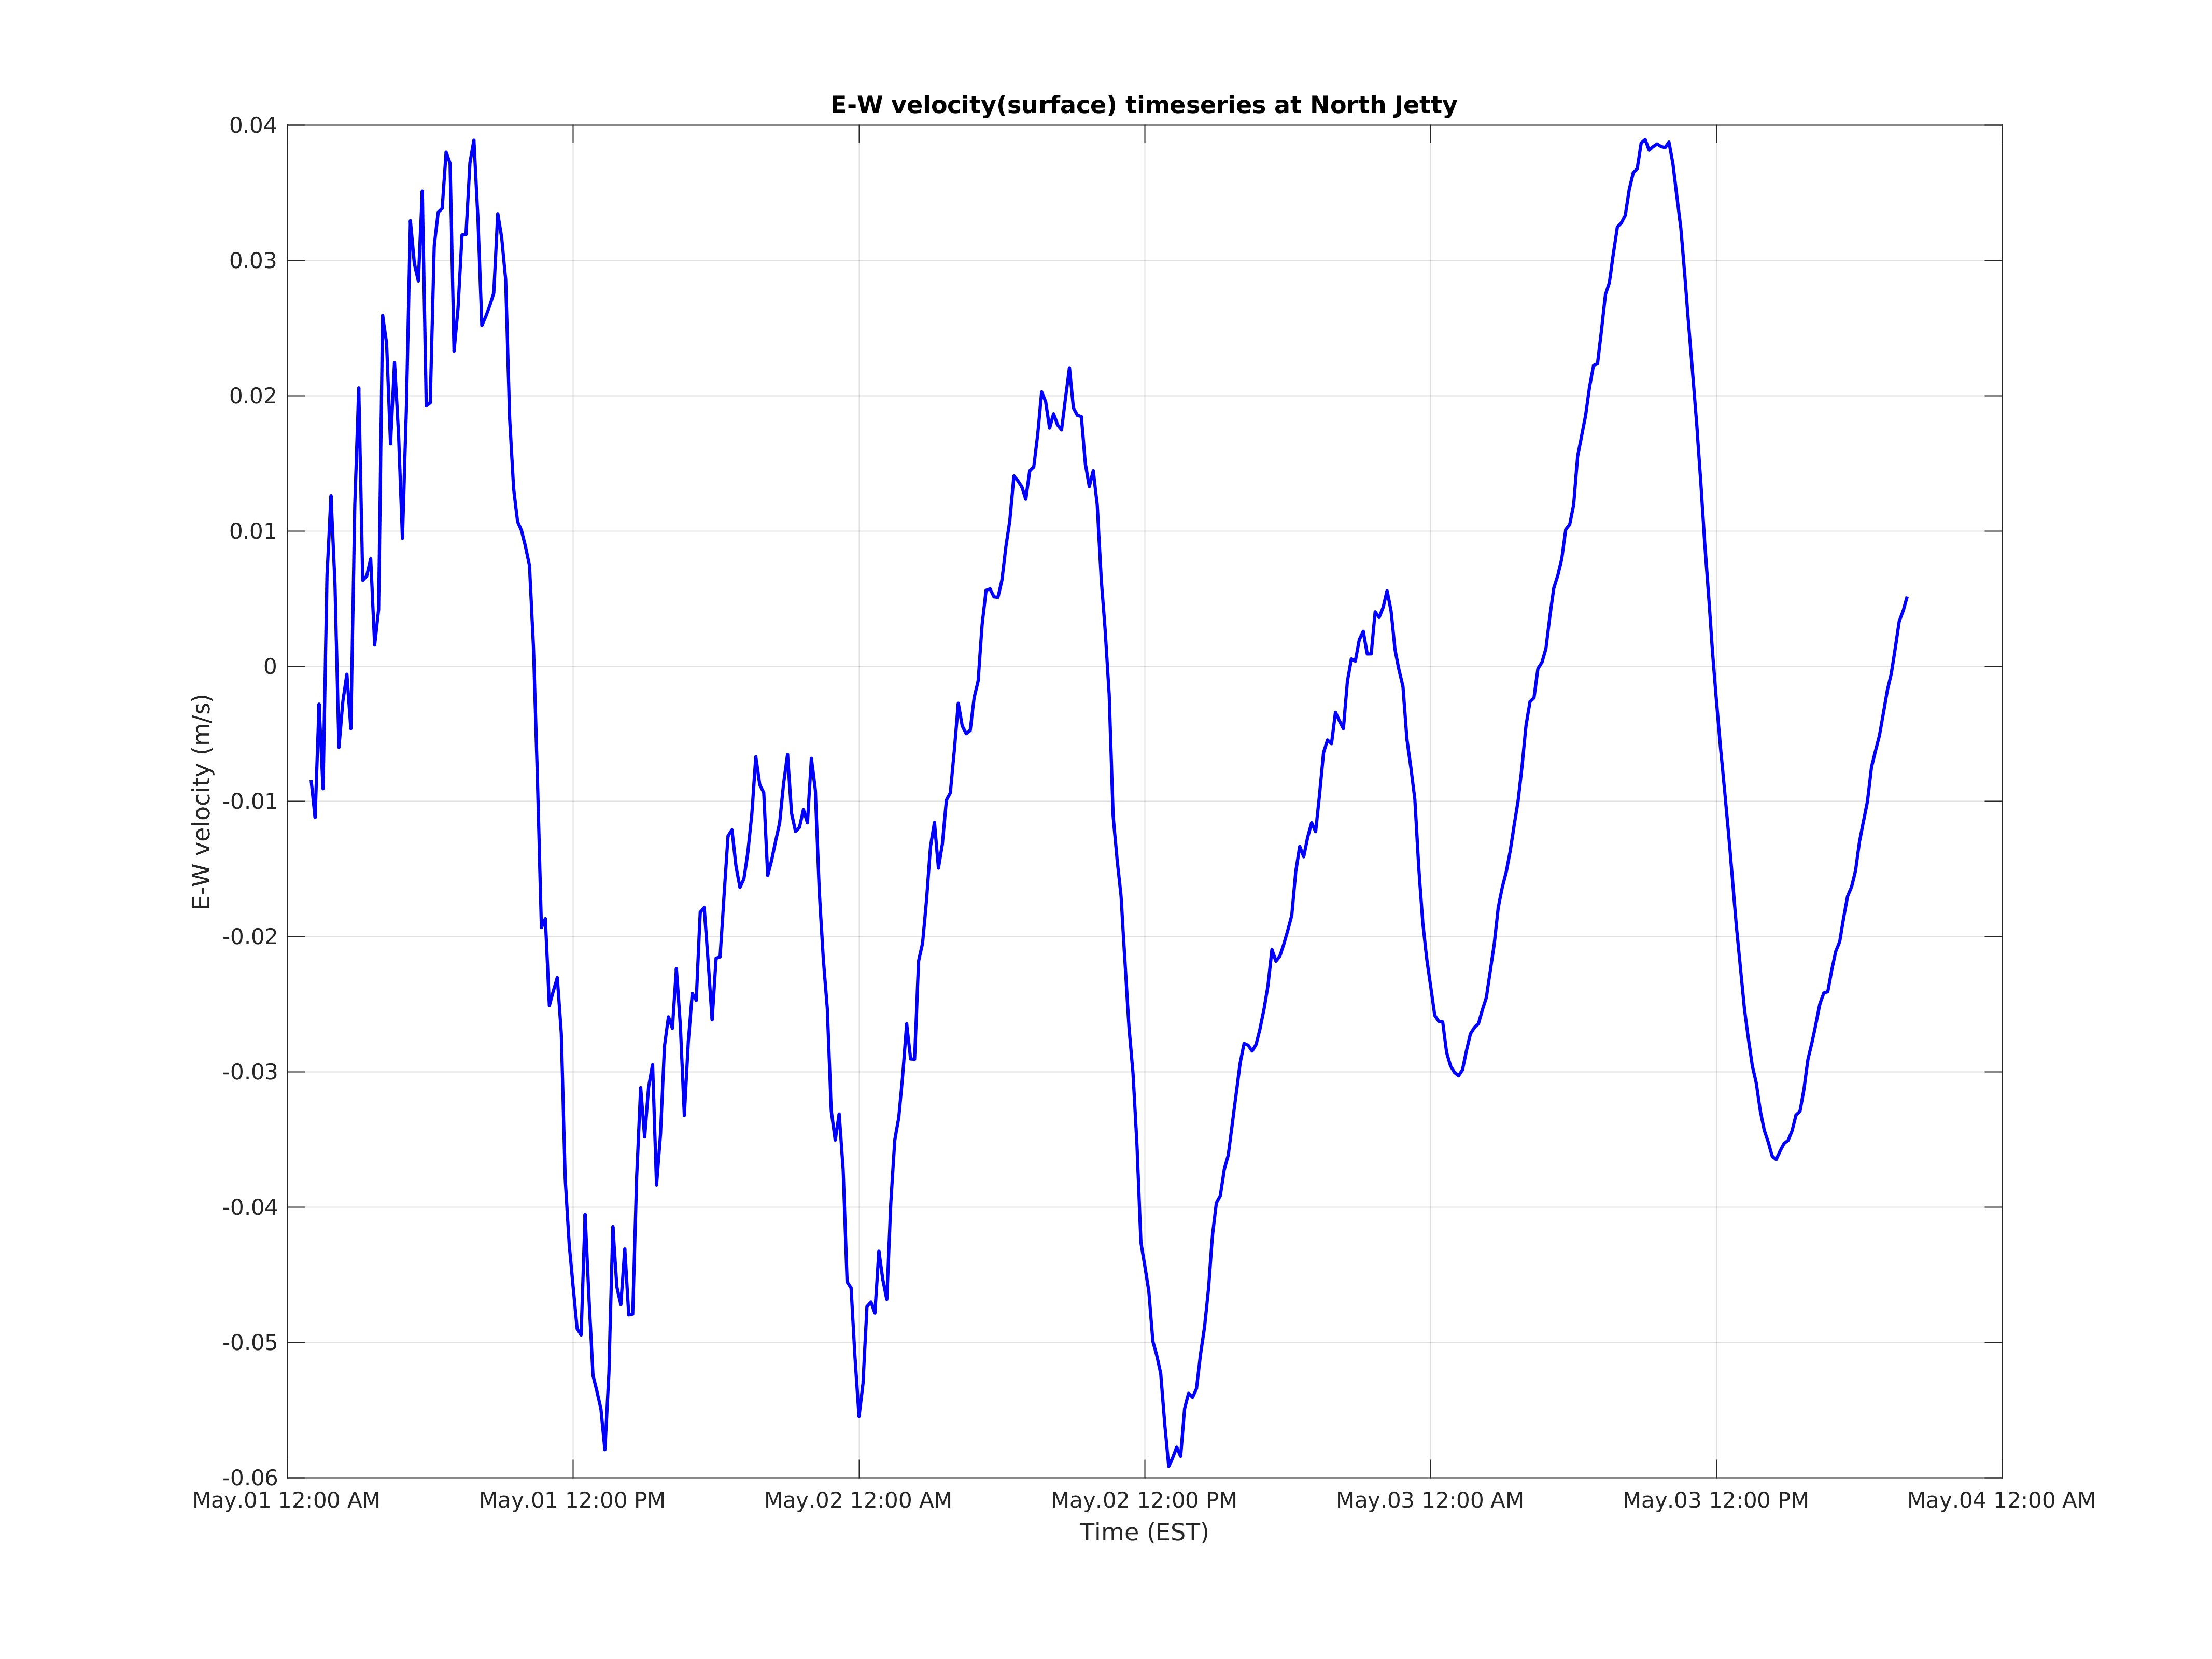 E-W velocity(surface) timeseries at North Jetty
0.04
0.03
0.02
0.01
0
-0.01
-0.02
-0.03
-0.04
-0.05
-0.06
E-W velocity (m/s)
May.01 12:00 AM May.01 12:00 PM May.02 12:00 AM May.02 12:00 PM May.03 12:00 AM May.03 12:00 PM May.04 12:00 AM
Time (EST)